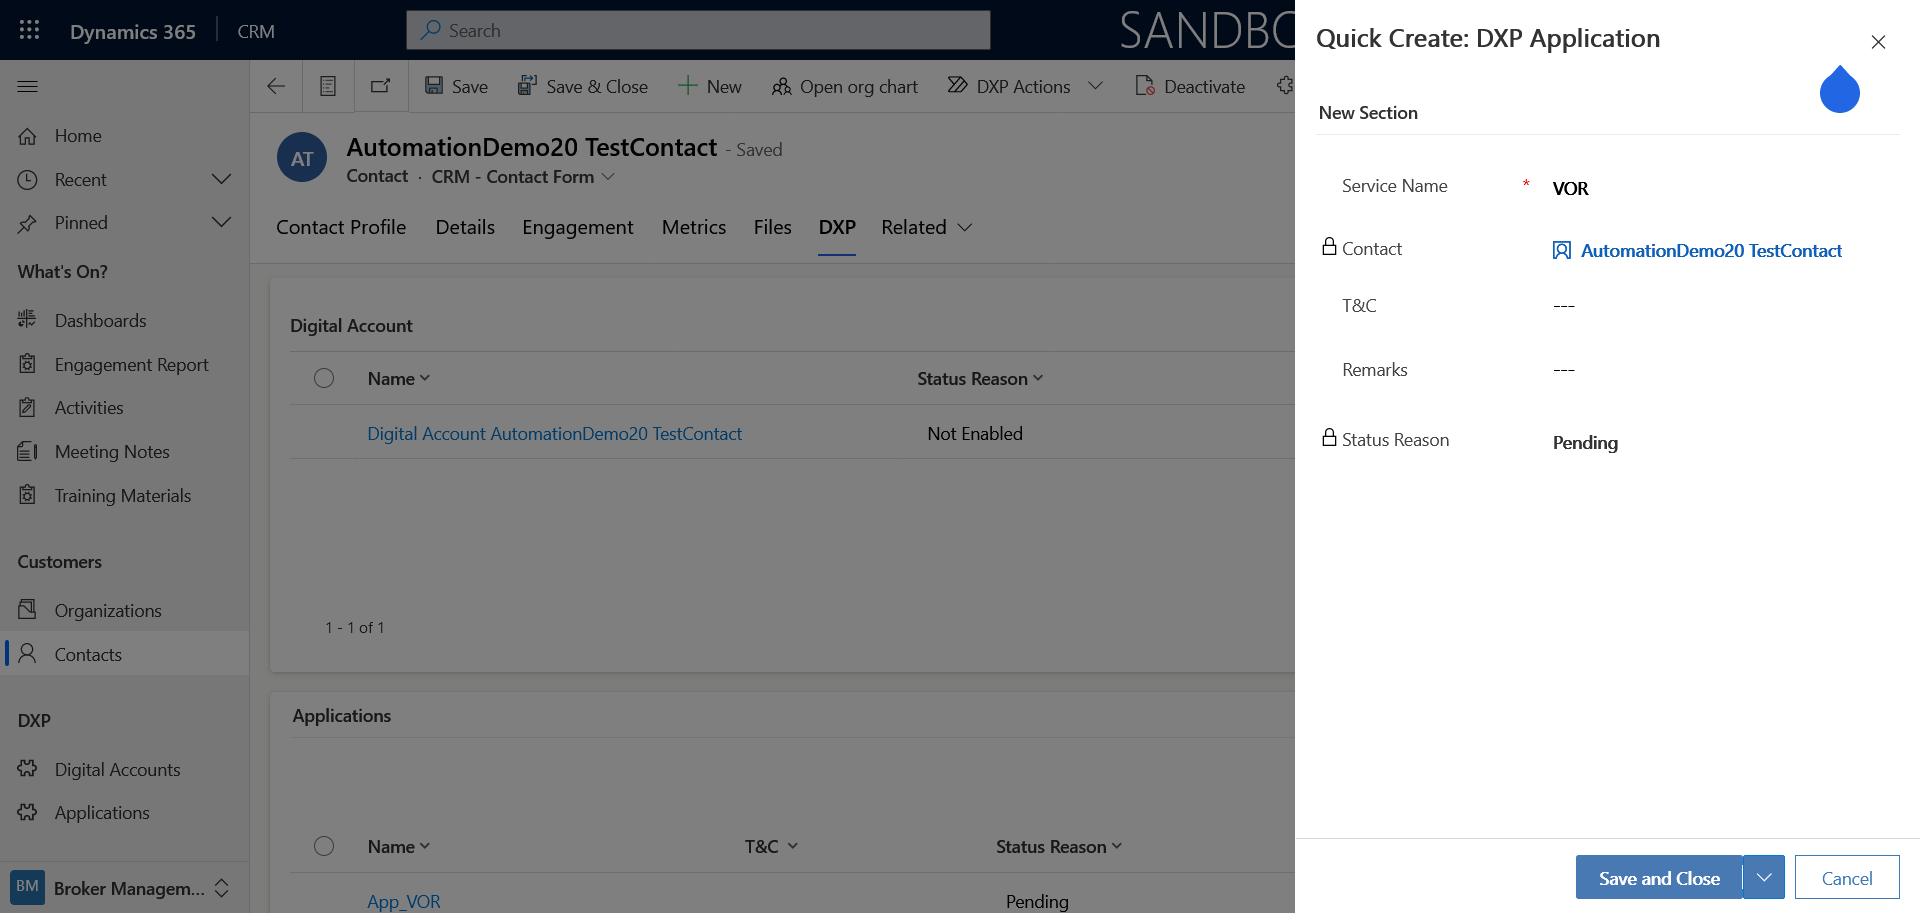 Dynamics 365 CRM
Search
SANDBO
Save
Save & Close
New
Open org chart
DXP Actions
Deactivate
Home
Recent
Pinned
What's On?
Dashboards
Engagement Report
Activities
Meeting Notes
Training Materials
Customers
Organizations
Contacts
DXP
Digital Accounts
Applications
BM Broker Managem...
AT
AutomationDemo20 TestContact - Saved
Contact · CRM - Contact Form
Contact Profile Details Engagement Metrics Files DXP Related
Digital Account
Name Status Reason
Digital Account AutomationDemo20 TestContact Not Enabled
1 - 1 of 1
Applications
Name T&C Status Reason
App_VOR Pending
Quick Create: DXP Application
New Section
Service Name * VOR
Contact AutomationDemo20 TestContact
T&C ---
Remarks ---
Status Reason Pending
Save and Close
Cancel